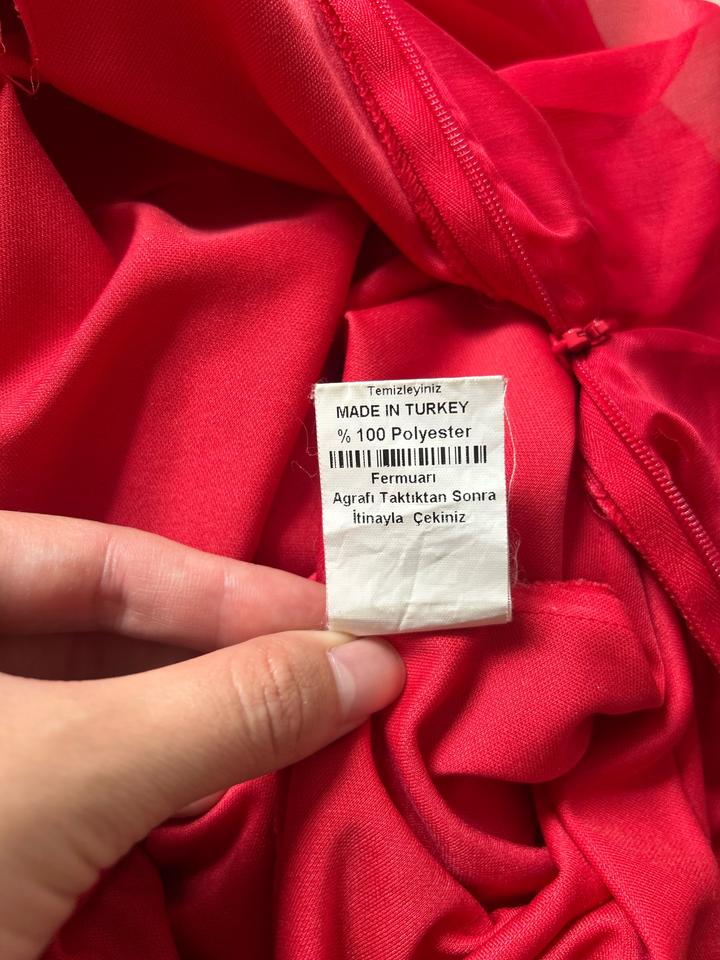 Temizleyiniz
MADE IN TURKEY
% 100 Polyester
Fermuarı
Agrafı Taktıktan Sonra
İtinayla Çekiniz